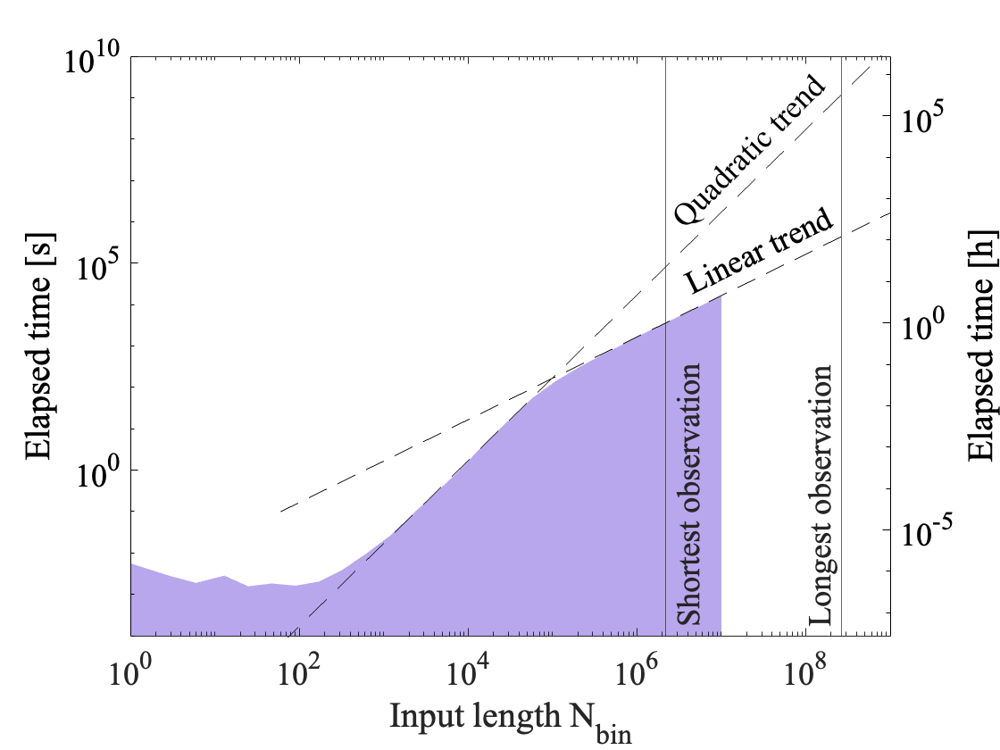 10^10
10^5
10^0
Elapsed time [s]
Quadratic trend
Linear trend
Shortest observation
Longest observation
10^5
10^0
10^-5
Elapsed time [h]
10^0
10^2
10^4
10^6
10^8
Input length N_bin